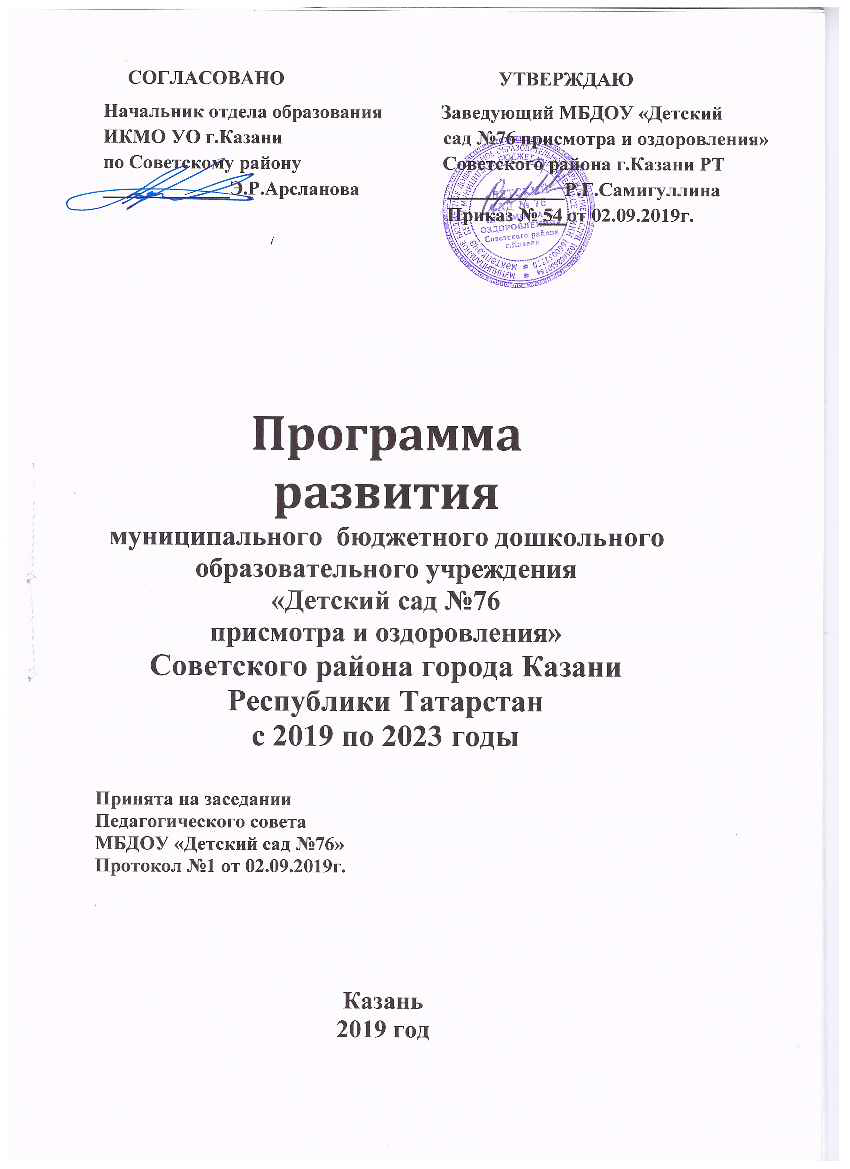 СОГЛАСОВАНО
Начальник отдела образования
ИКМО УО г.Казани
по Советскому району
____________Э.Р.Арсланова
УТВЕРЖДАЮ
Заведующий МБДОУ «Детский
сад №76 присмотра и оздоровления»
Советского района г.Казани РТ
____________Р.Г.Самигуллина
Приказ № 54 от 02.09.2019г.
Программа
развития
муниципального бюджетного дошкольного
образовательного учреждения
«Детский сад №76
присмотра и оздоровления»
Советского района города Казани
Республики Татарстан
с 2019 по 2023 годы
Принята на заседании
Педагогического совета
МБДОУ «Детский сад №76»
Протокол №1 от 02.09.2019г.
Казань
2019 год